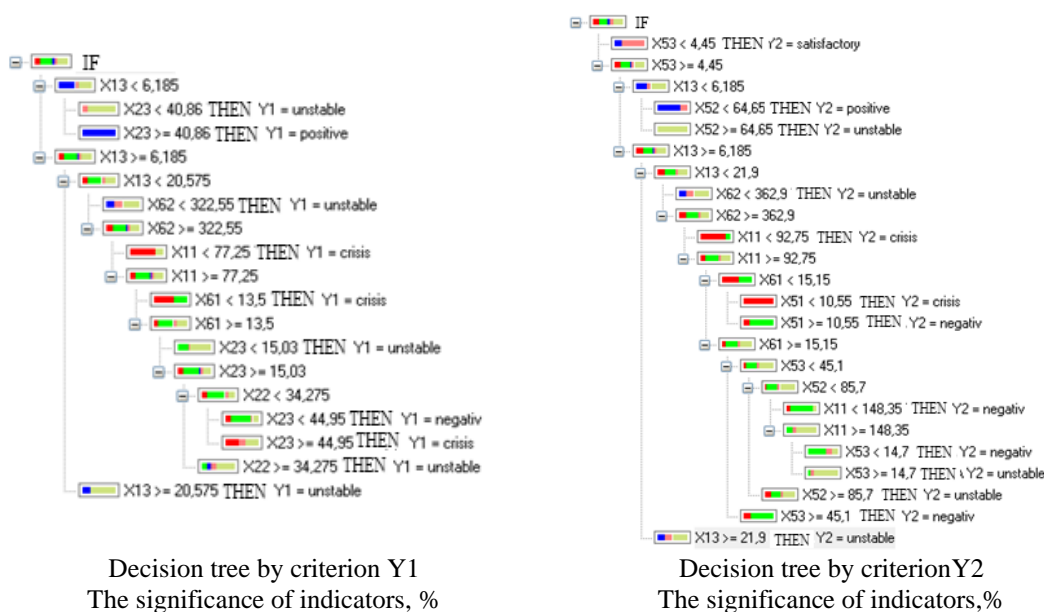 IF
X13 < 6,185
X23 < 40,86 THEN Y1 = unstable
X23 >= 40,86 THEN Y1 = positive
X13 >= 6,185
X13 < 20,575
X62 < 322,55 THEN Y1 = unstable
X62 >= 322,55
X11 < 77,25 THEN Y1 = crisis
X11 >= 77,25
X61 < 13,5 THEN Y1 = crisis
X61 >= 13,5
X23 < 15,03 THEN Y1 = unstable
X23 >= 15,03
X22 < 34,275
X23 < 44,95 THEN Y1 = negativ
X23 >= 44,95 THEN Y1 = crisis
X22 >= 34,275 THEN Y1 = unstable
X13 >= 20,575 THEN Y1 = unstable
Decision tree by criterion Y1
The significance of indicators, %
IF
X53 < 4,45 THEN Y2 = satisfactory
X53 >= 4,45
X13 < 6,185
X52 < 64,65 THEN Y2 = positive
X52 >= 64,65 THEN Y2 = unstable
X13 >= 6,185
X13 < 21,9
X62 < 362,9 THEN Y2 = unstable
X62 >= 362,9
X11 < 92,75 THEN Y2 = crisis
X11 >= 92,75
X61 < 15,15
X51 < 10,55 THEN Y2 = crisis
X51 >= 10,55 THEN Y2 = negativ
X61 >= 15,15
X53 < 45,1
X52 < 85,7
X11 < 148,35 THEN Y2 = negativ
X11 >= 148,35
X53 < 14,7 THEN Y2 = negativ
X53 >= 14,7 THEN Y2 = unstable
X52 >= 85,7 THEN Y2 = unstable
X53 >= 45,1 THEN Y2 = negativ
X13 >= 21,9 THEN Y2 = unstable
Decision tree by criterionY2
The significance of indicators,%